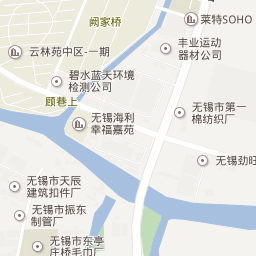 阙家桥
莱特SOHO
云林苑中区-一期
丰业运动
器材公司
碧水蓝天环境
检测公司
顾巷上
无锡市第一
棉纺织厂
无锡海利
幸福嘉苑
无锡劲旺
无锡市天辰
建筑扣件厂
无锡市振东
制管厂
无锡市东亭
庄桥毛巾厂